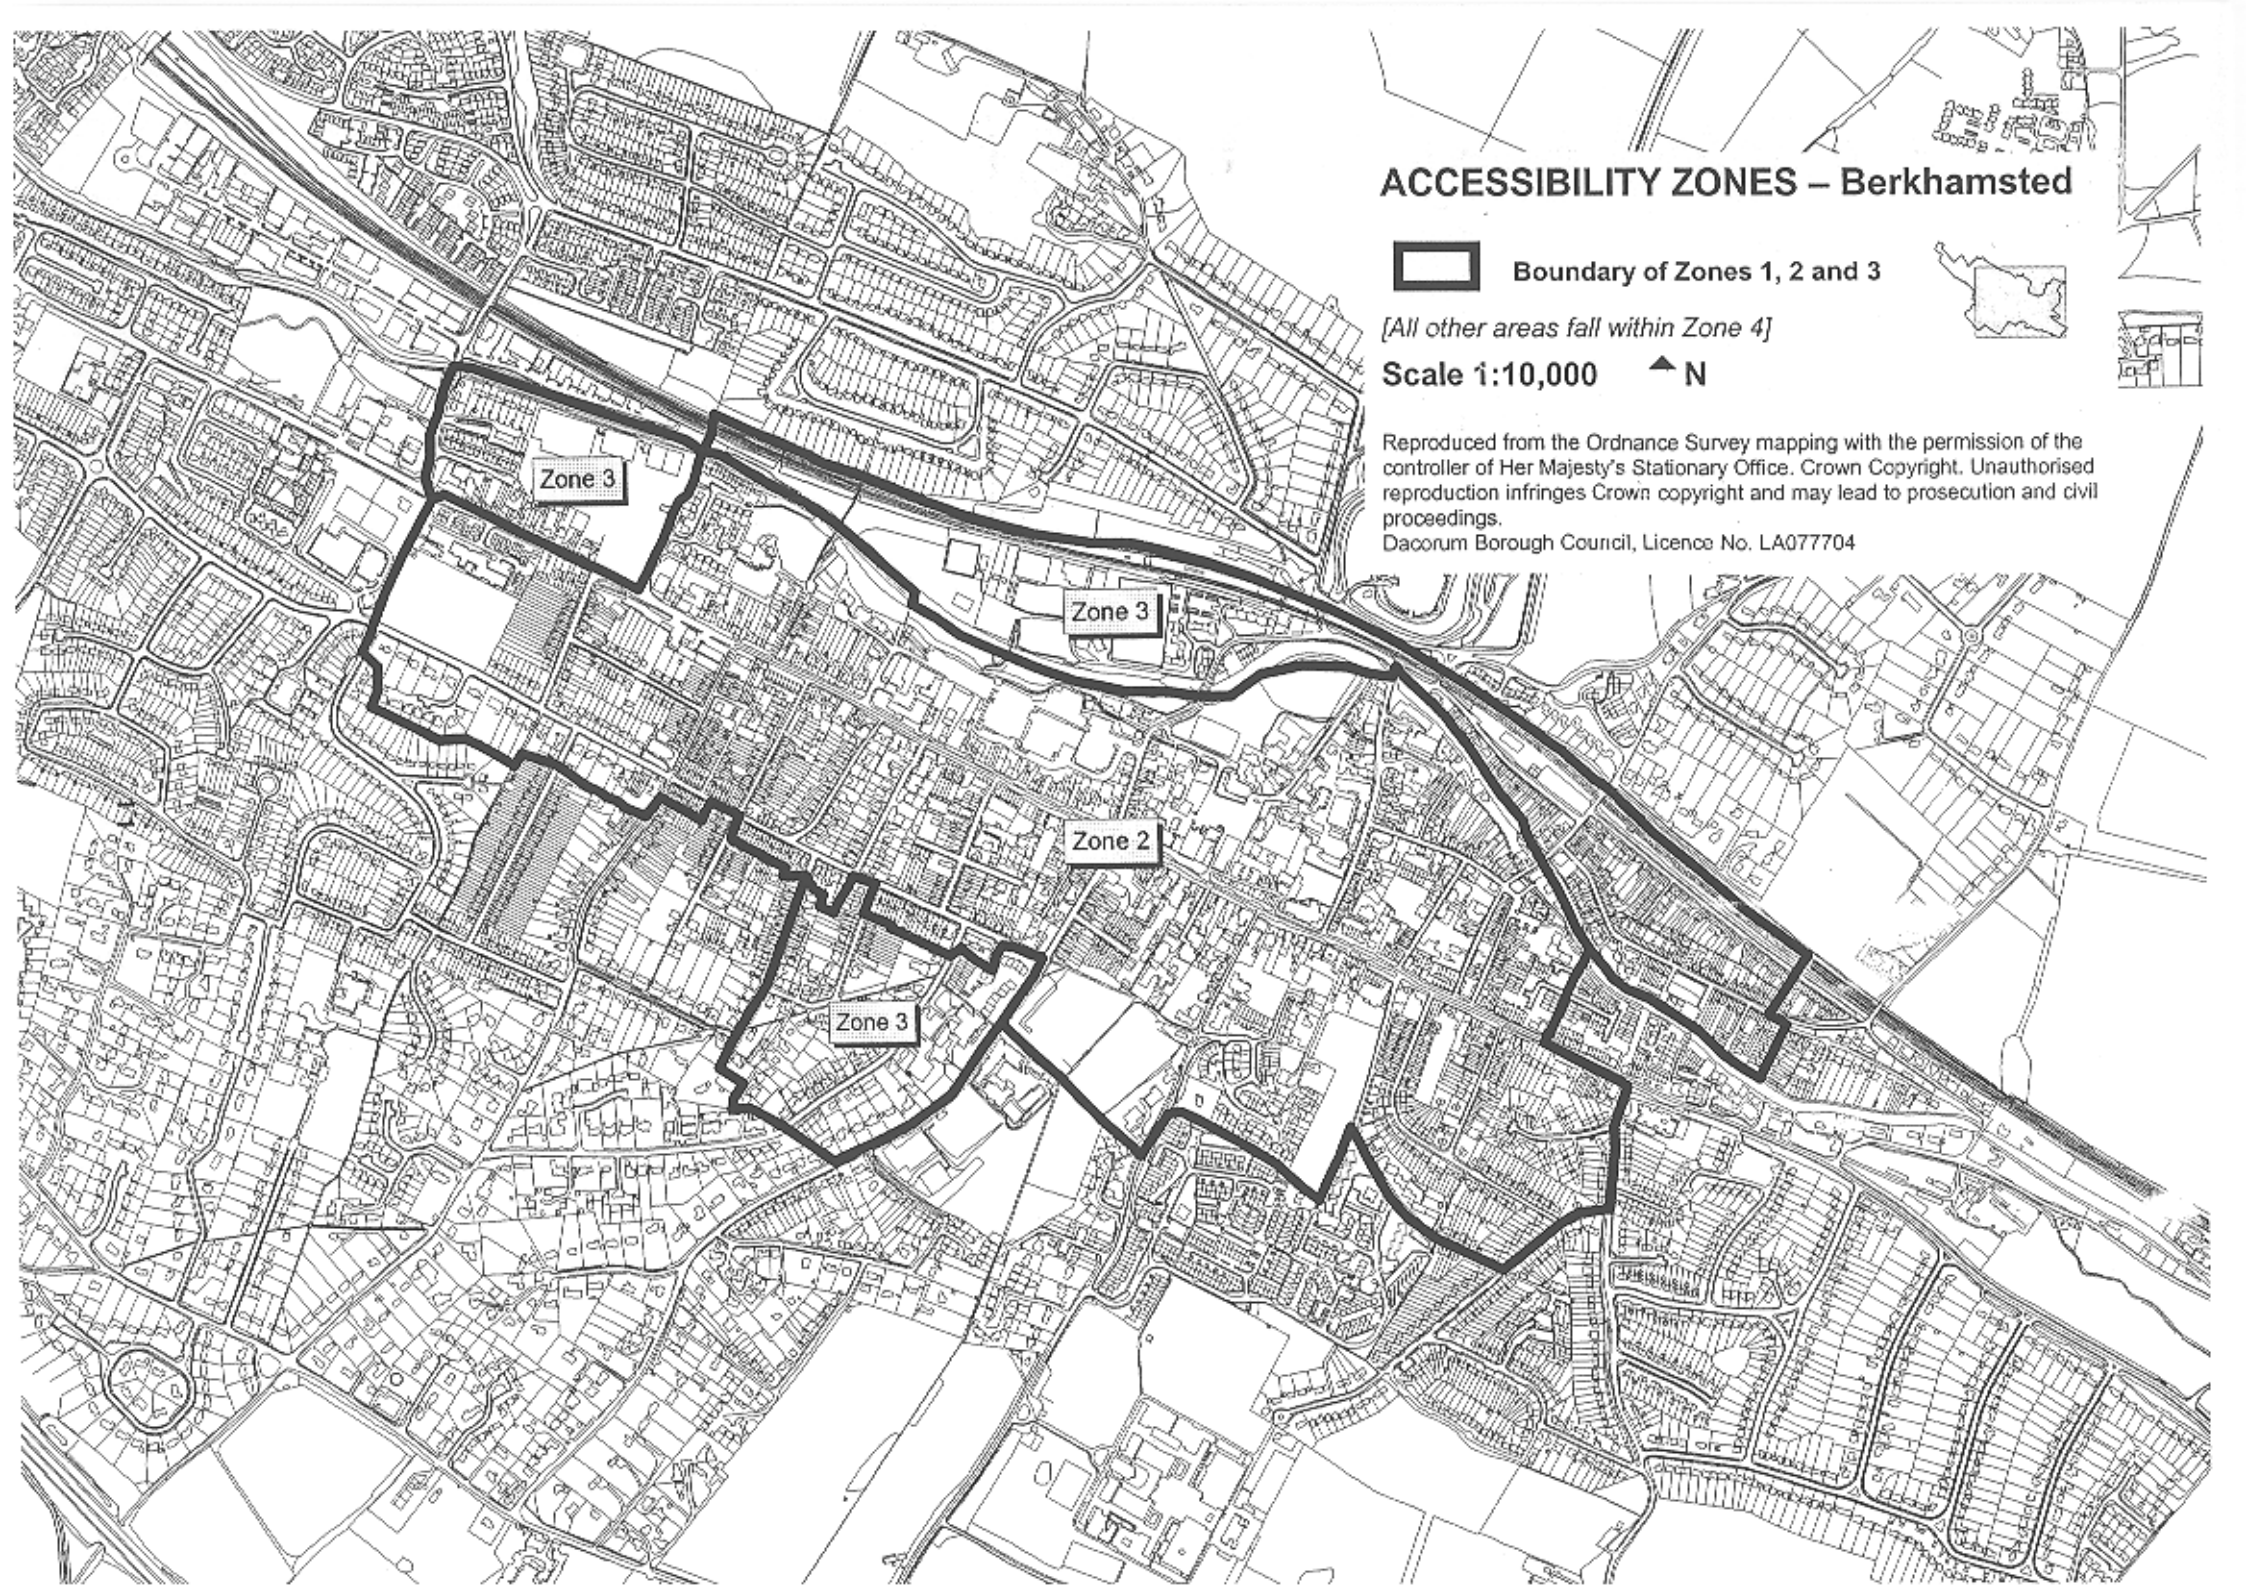 ACCESSIBILITY ZONES – Berkhamsted
Boundary of Zones 1, 2 and 3
[All other areas fall within Zone 4]
Scale 1:10,000 N
Reproduced from the Ordnance Survey mapping with the permission of the
controller of Her Majesty's Stationary Office. Crown Copyright. Unauthorised
reproduction infringes Crown copyright and may lead to prosecution and civil
proceedings.
Dacorum Borough Council, Licence No. LA077704
Zone 3
Zone 3
Zone 2
Zone 3